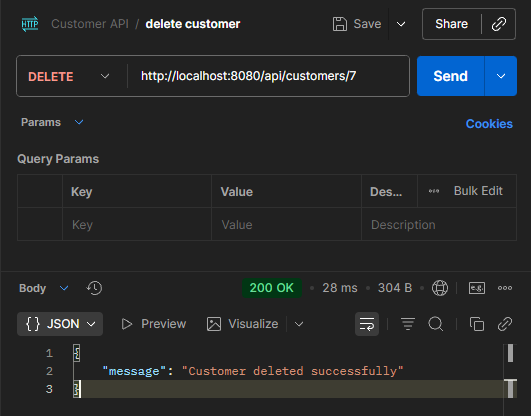 HTTP Customer API / delete customer Save Share
DELETE http://localhost:8080/api/customers/7 Send
Params Cookies
Query Params
Key Value Des... Bulk Edit
Key Value Description
Body 200 OK • 28 ms • 304 B e.g.
{} JSON Preview Visualize
1 {
2 "message": "Customer deleted successfully"
3 }